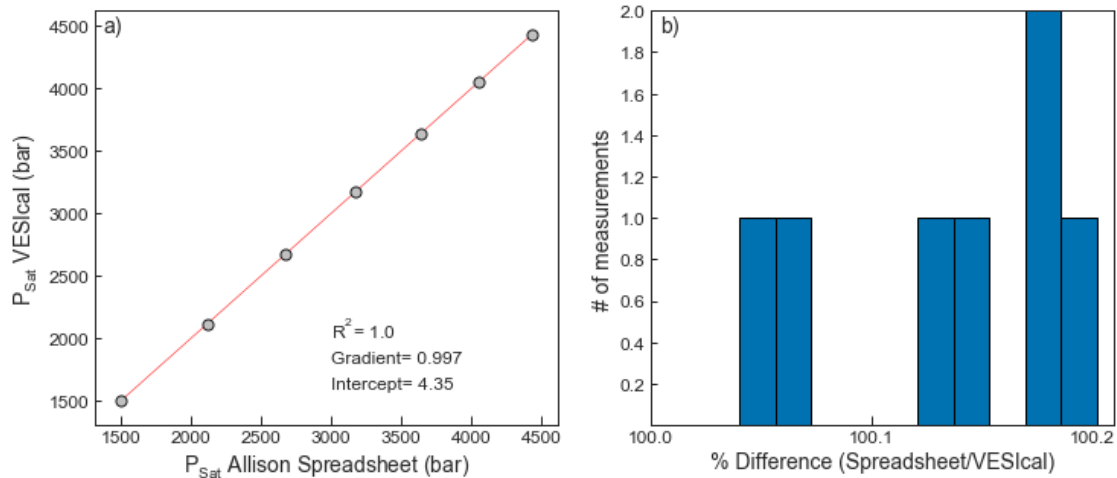 a)
4500
4000
3500
3000
2500
2000
1500
P_Sat VESIcal (bar)
R² = 1.0
Gradient= 0.997
Intercept= 4.35
1500 2000 2500 3000 3500 4000 4500
P_Sat Allison Spreadsheet (bar)
b)
2.0
1.8
1.6
1.4
1.2
1.0
0.8
0.6
0.4
0.2
# of measurements
100.0 100.1 100.2
% Difference (Spreadsheet/VESIcal)